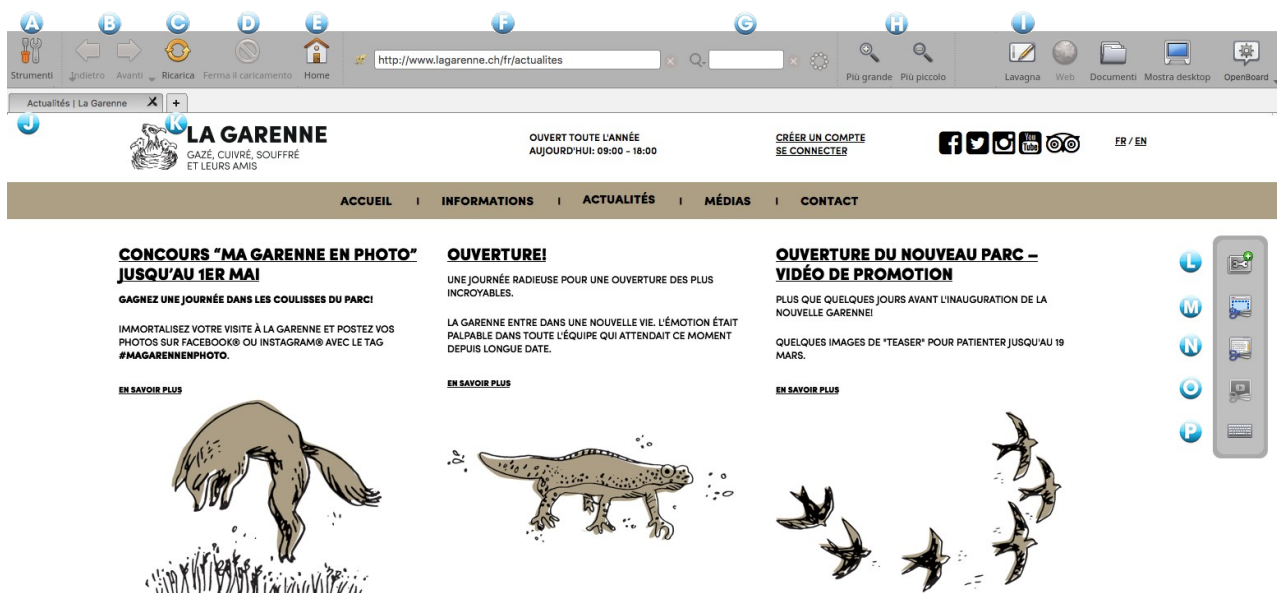 A B C D E F G H I
http://www.lagarenne.ch/fr/actualites
Strumenti Indietro Avanti Ricarica Ferma il caricamento Home Più grande Più piccolo Lavagna Web Documenti Mostra desktop OpenBoard
Actualités | La Garenne X +
J K
LA GARENNE
GAZÉ, CUIVRÉ, SOUFFRÉ
ET LEURS AMIS
OUVERT TOUTE L'ANNÉE
AUJOURD'HUI: 09:00 - 18:00
CRÉER UN COMPTE
SE CONNECTER
f You Tube
FR / EN
ACCUEIL I INFORMATIONS I ACTUALITÉS I MÉDIAS I CONTACT
CONCOURS “MA GARENNE EN PHOTO”
JUSQU’AU 1ER MAI
GAGNEZ UNE JOURNÉE DANS LES COULISSES DU PARC!
IMMORTALISEZ VOTRE VISITE À LA GARENNE ET POSTEZ VOS
PHOTOS SUR FACEBOOK® OU INSTAGRAM® AVEC LE TAG
#MAGARENNENPHOTO.
EN SAVOIR PLUS
OUVERTURE!
UNE JOURNÉE RADIEUSE POUR UNE OUVERTURE DES PLUS
INCROYABLES.
LA GARENNE ENTRE DANS UNE NOUVELLE VIE. L'ÉMOTION ÉTAIT
PALPABLE DANS TOUTE L'ÉQUIPE QUI ATTENDAIT CE MOMENT
DEPUIS LONGUE DATE.
EN SAVOIR PLUS
OUVERTURE DU NOUVEAU PARC –
VIDÉO DE PROMOTION
PLUS QUE QUELQUES JOURS AVANT L'INAUGURATION DE LA
NOUVELLE GARENNE!
QUELQUES IMAGES DE "TEASER" POUR PATIENTER JUSQU'AU 19
MARS.
EN SAVOIR PLUS
L
M
N
O
P